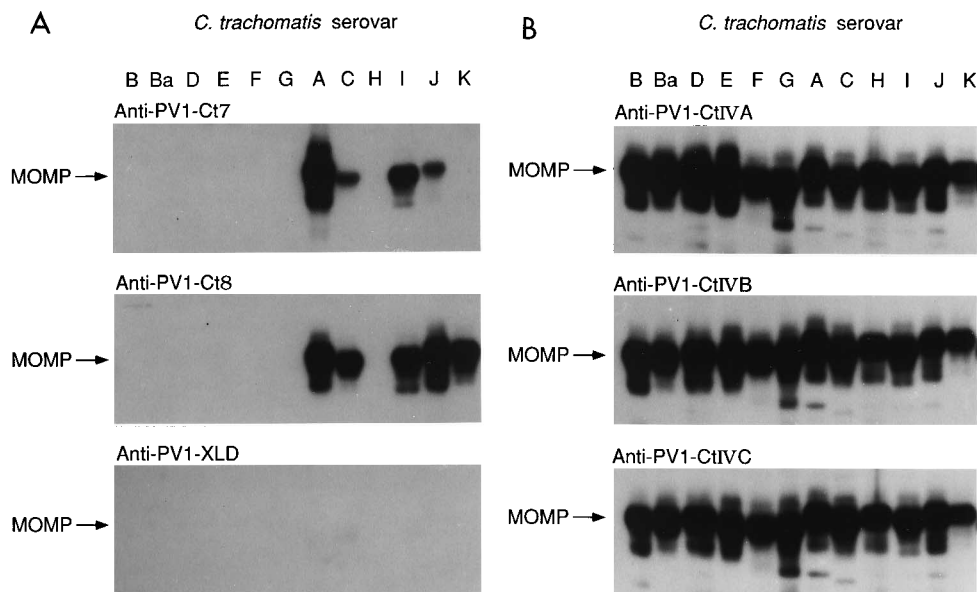 A
C. trachomatis serovar
B Ba D E F G A C H I J K
Anti-PV1-Ct7
MOMP
Anti-PV1-Ct8
MOMP
Anti-PV1-XLD
MOMP
B
C. trachomatis serovar
B Ba D E F G A C H I J K
Anti-PV1-CtIVA
MOMP
Anti-PV1-CtIVB
MOMP
Anti-PV1-CtIVC
MOMP